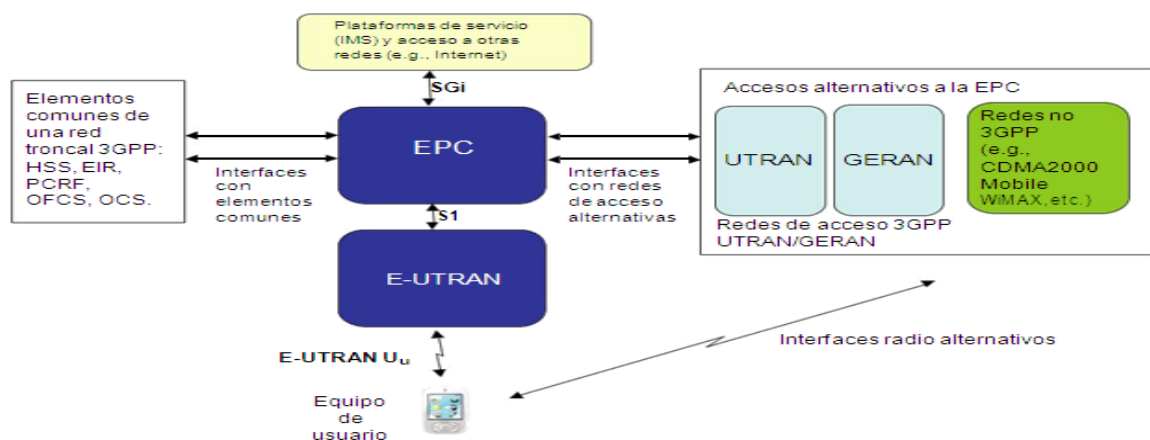 Plataformas de servicio
(IMS) y acceso a otras
redes (e.g., Internet)
SGi
Elementos
comunes de
una red
troncal 3GPP:
HSS, EIR,
PCRF,
OFCS, OCS.
Interfaces
con
elementos
comunes
EPC
Interfaces
con redes
de acceso
alternativas
Accesos alternativos a la EPC
UTRAN
GERAN
Redes no
3GPP
(e.g.,
CDMA2000
Mobile
WiMAX, etc.)
Redes de acceso 3GPP
UTRAN/GERAN
S1
E-UTRAN
E-UTRAN Uu
Interfaces radio alternativos
Equipo
de
usuario